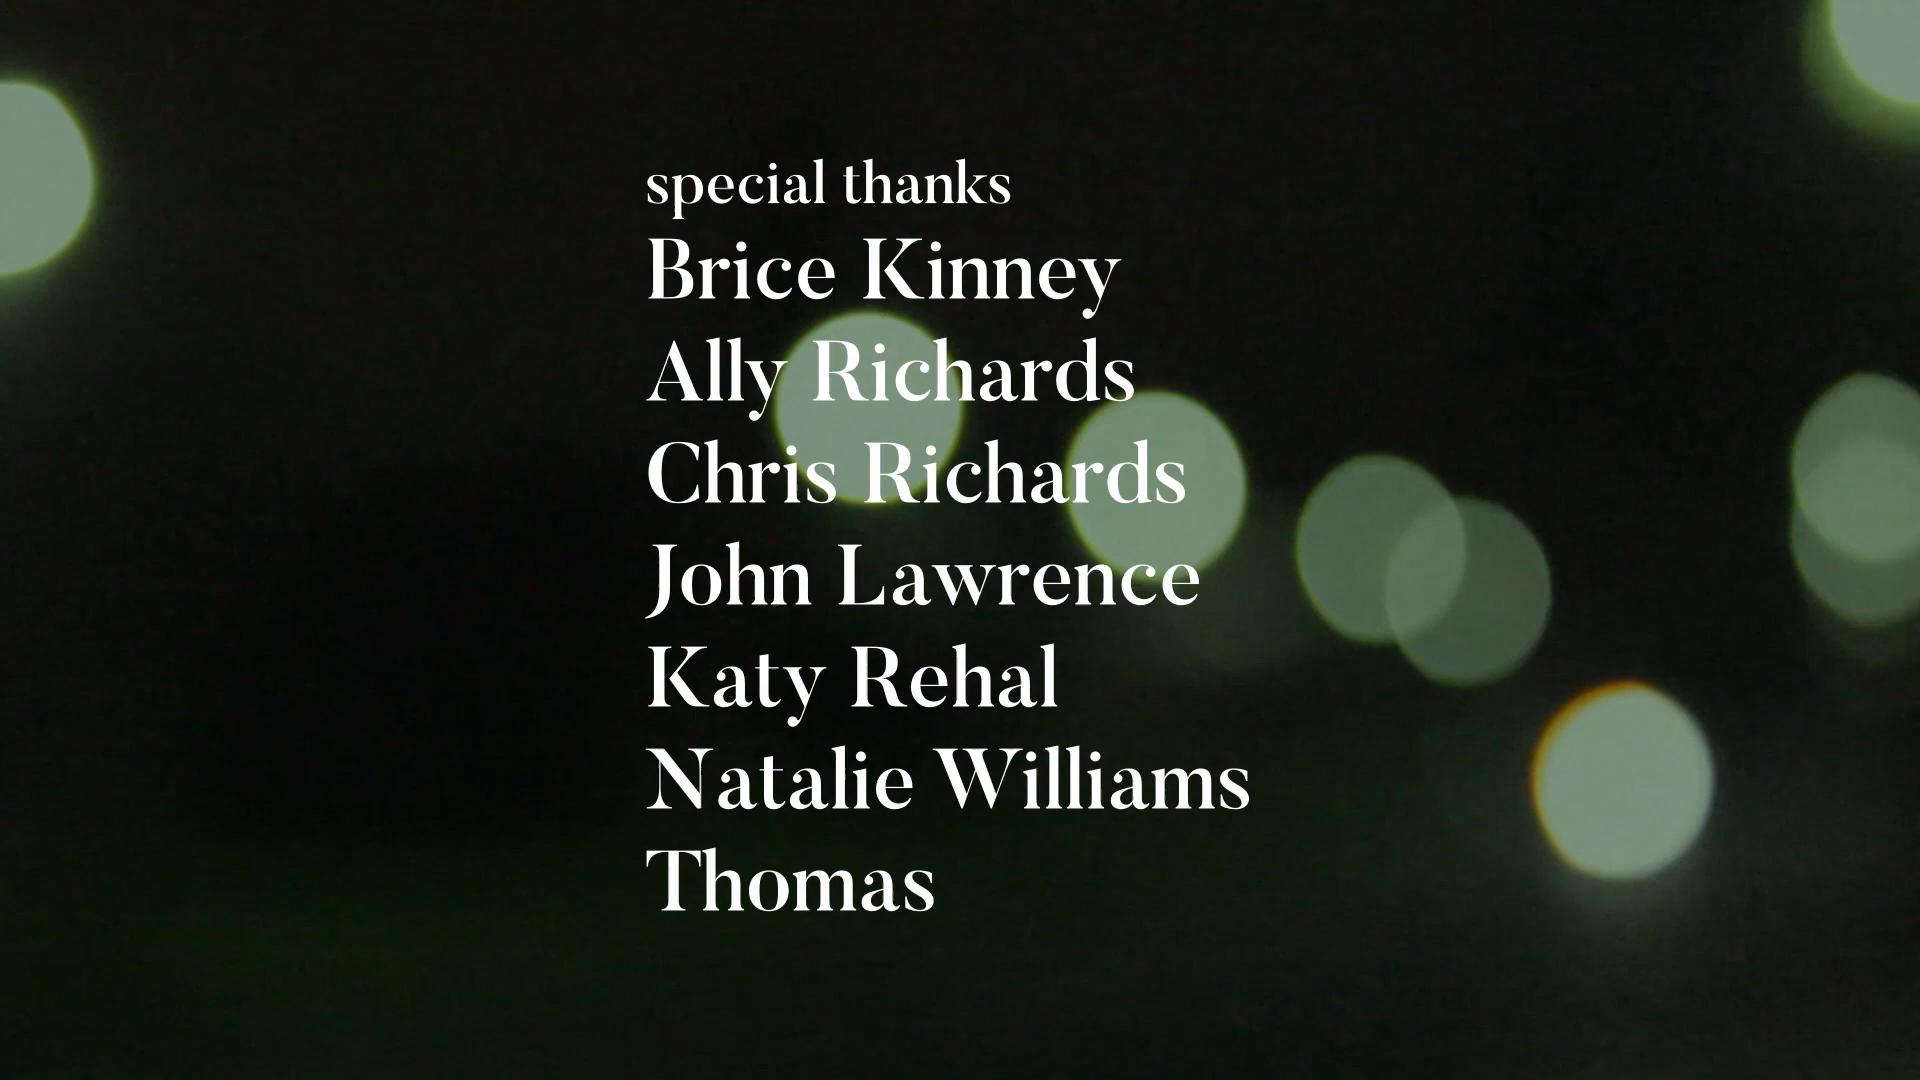 special thanks
Brice Kinney
Ally Richards
Chris Richards
John Lawrence
Katy Rehal
Natalie Williams
Thomas